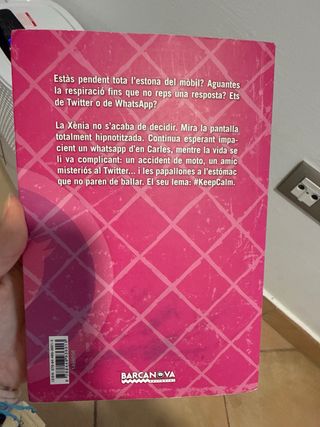 Estàs pendent tota l'estona del mòbil? Aguantes
la respiració fins que no reps una resposta? Ets
de Twitter o de WhatsApp?
La Xènia no s'acaba de decidir. Mira la pantalla
totalment hipnotitzada. Continua esperant impa-
cient un whatsapp d'en Carles, mentre la vida se
li va complicant: un accident de moto, un amic
misteriós al Twitter... i les papallones a l'estómac
que no paren de ballar. El seu lema: #KeepCalm.
BARCANOVA